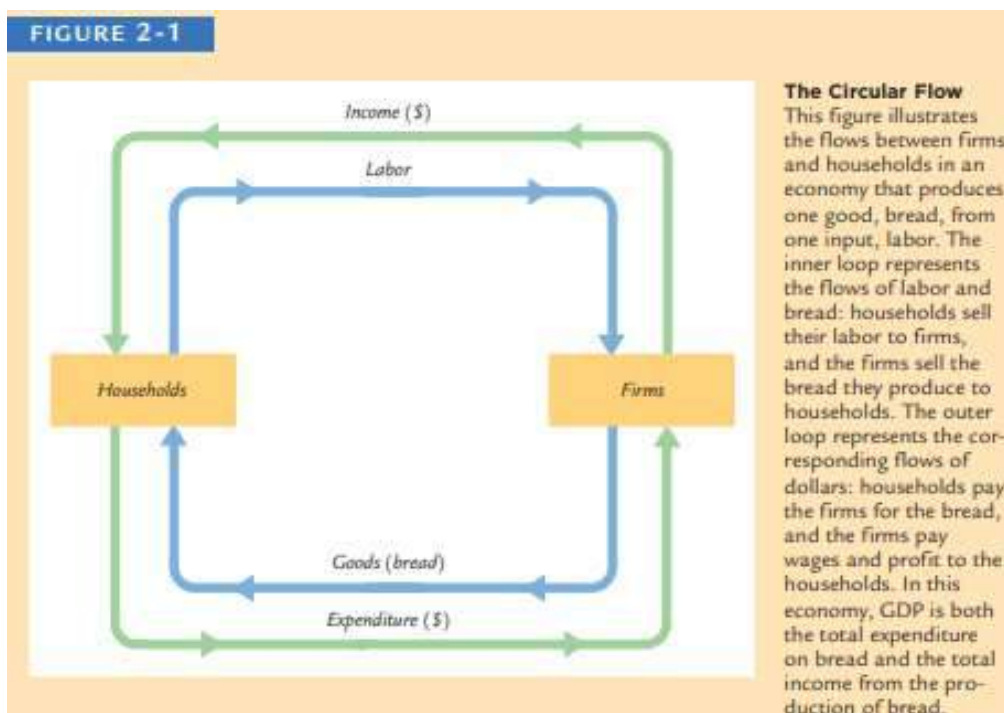 FIGURE 2-1
Income ($)
Labor
Households
Firms
Goods (bread)
Expenditure ($)
The Circular Flow
This figure illustrates
the flows between firms
and households in an
economy that produces
one good, bread, from
one input, labor. The
inner loop represents
the flows of labor and
bread: households sell
their labor to firms,
and the firms sell the
bread they produce to
households. The outer
loop represents the cor-
responding flows of
dollars: households pay
the firms for the bread,
and the firms pay
wages and profit to the
households. In this
economy, GDP is both
the total expenditure
on bread and the total
income from the pro-
duction of bread.